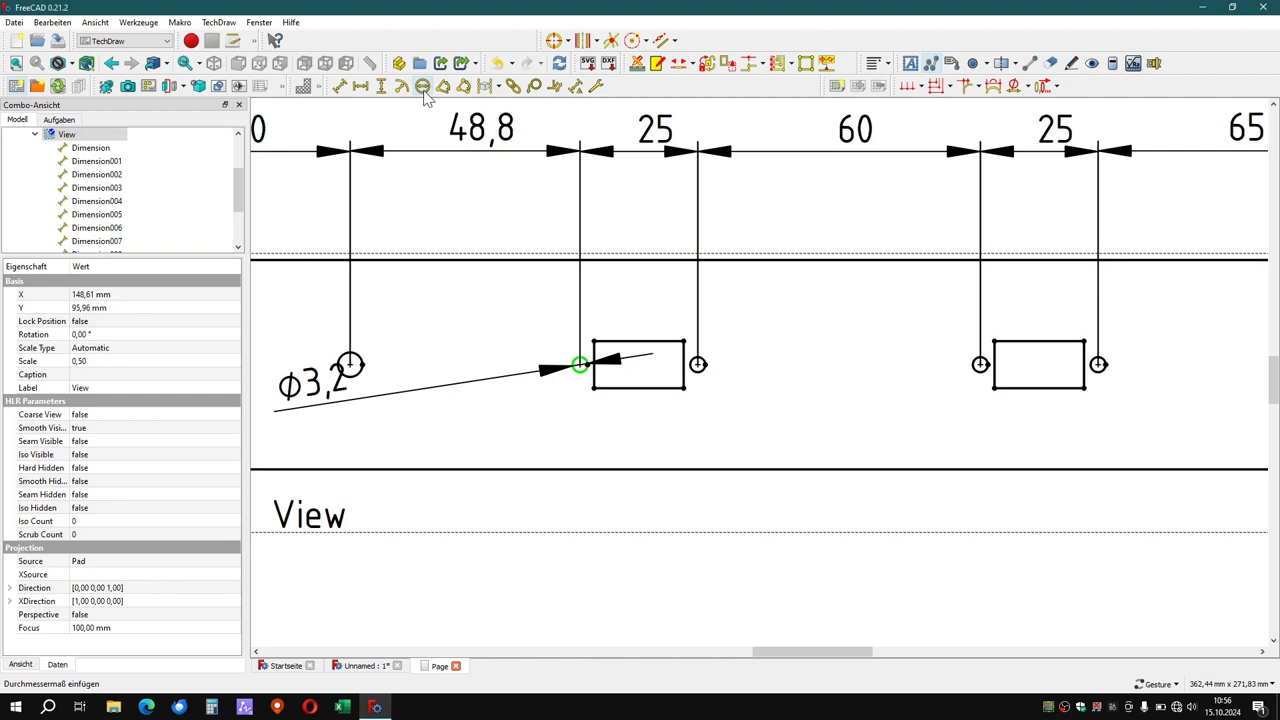 FreeCAD 0.21.2
Datei Bearbeiten Ansicht Werkzeuge Makro TechDraw Fenster Hilfe
TechDraw
SVG DXF
Combo-Ansicht
Modell Aufgaben
View
Dimension
Dimension001
Dimension002
Dimension003
Dimension004
Dimension005
Dimension006
Dimension007
Eigenschaft Wert
Basis
X 148,61 mm
Y 95,96 mm
Lock Position false
Rotation 0,00 °
Scale Type Automatic
Scale 0,50
Caption
Label View
HLR Parameters
Coarse View false
Smooth Visi... true
Seam Visible false
Iso Visible false
Hard Hidden false
Smooth Hid... false
Seam Hidden false
Iso Hidden false
Iso Count 0
Scrub Count 0
Projection
Source Pad
XSource
Direction [0,00 0,00 1,00]
XDirection [1,00 0,00 0,00]
Perspective false
Focus 100,00 mm
Ansicht Daten
0 48,8 25 60 25 65
ϕ3,2
View
Startseite Unnamed : 1* Page
Durchmessermaß einfügen
Gesture 362,44 mm x 271,83 mm
10:56
15.10.2024